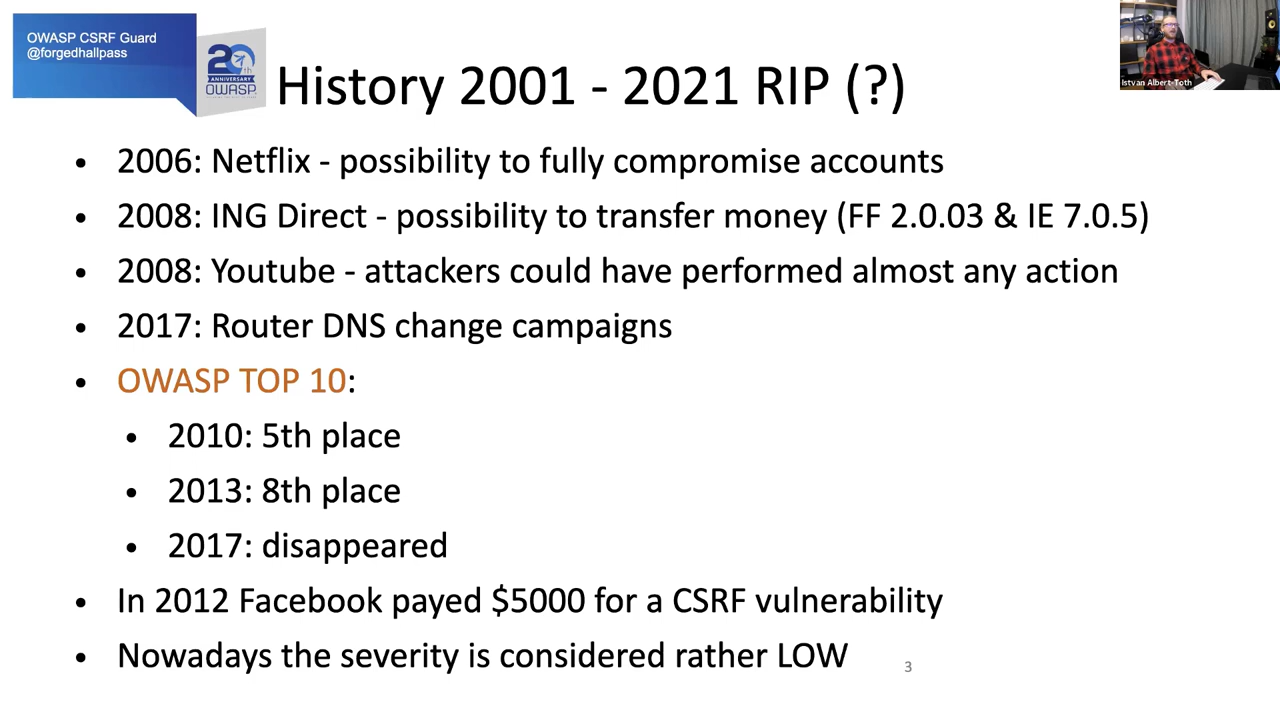 OWASP CSRF Guard
@forgedhallpass
20
ANNIVERSARY
OWASP
Istvan Albert-Toth
History 2001 - 2021 RIP (?)
• 2006: Netflix - possibility to fully compromise accounts
• 2008: ING Direct - possibility to transfer money (FF 2.0.03 & IE 7.0.5)
• 2008: Youtube - attackers could have performed almost any action
• 2017: Router DNS change campaigns
• OWASP TOP 10:
• 2010: 5th place
• 2013: 8th place
• 2017: disappeared
• In 2012 Facebook payed $5000 for a CSRF vulnerability
• Nowadays the severity is considered rather LOW
3